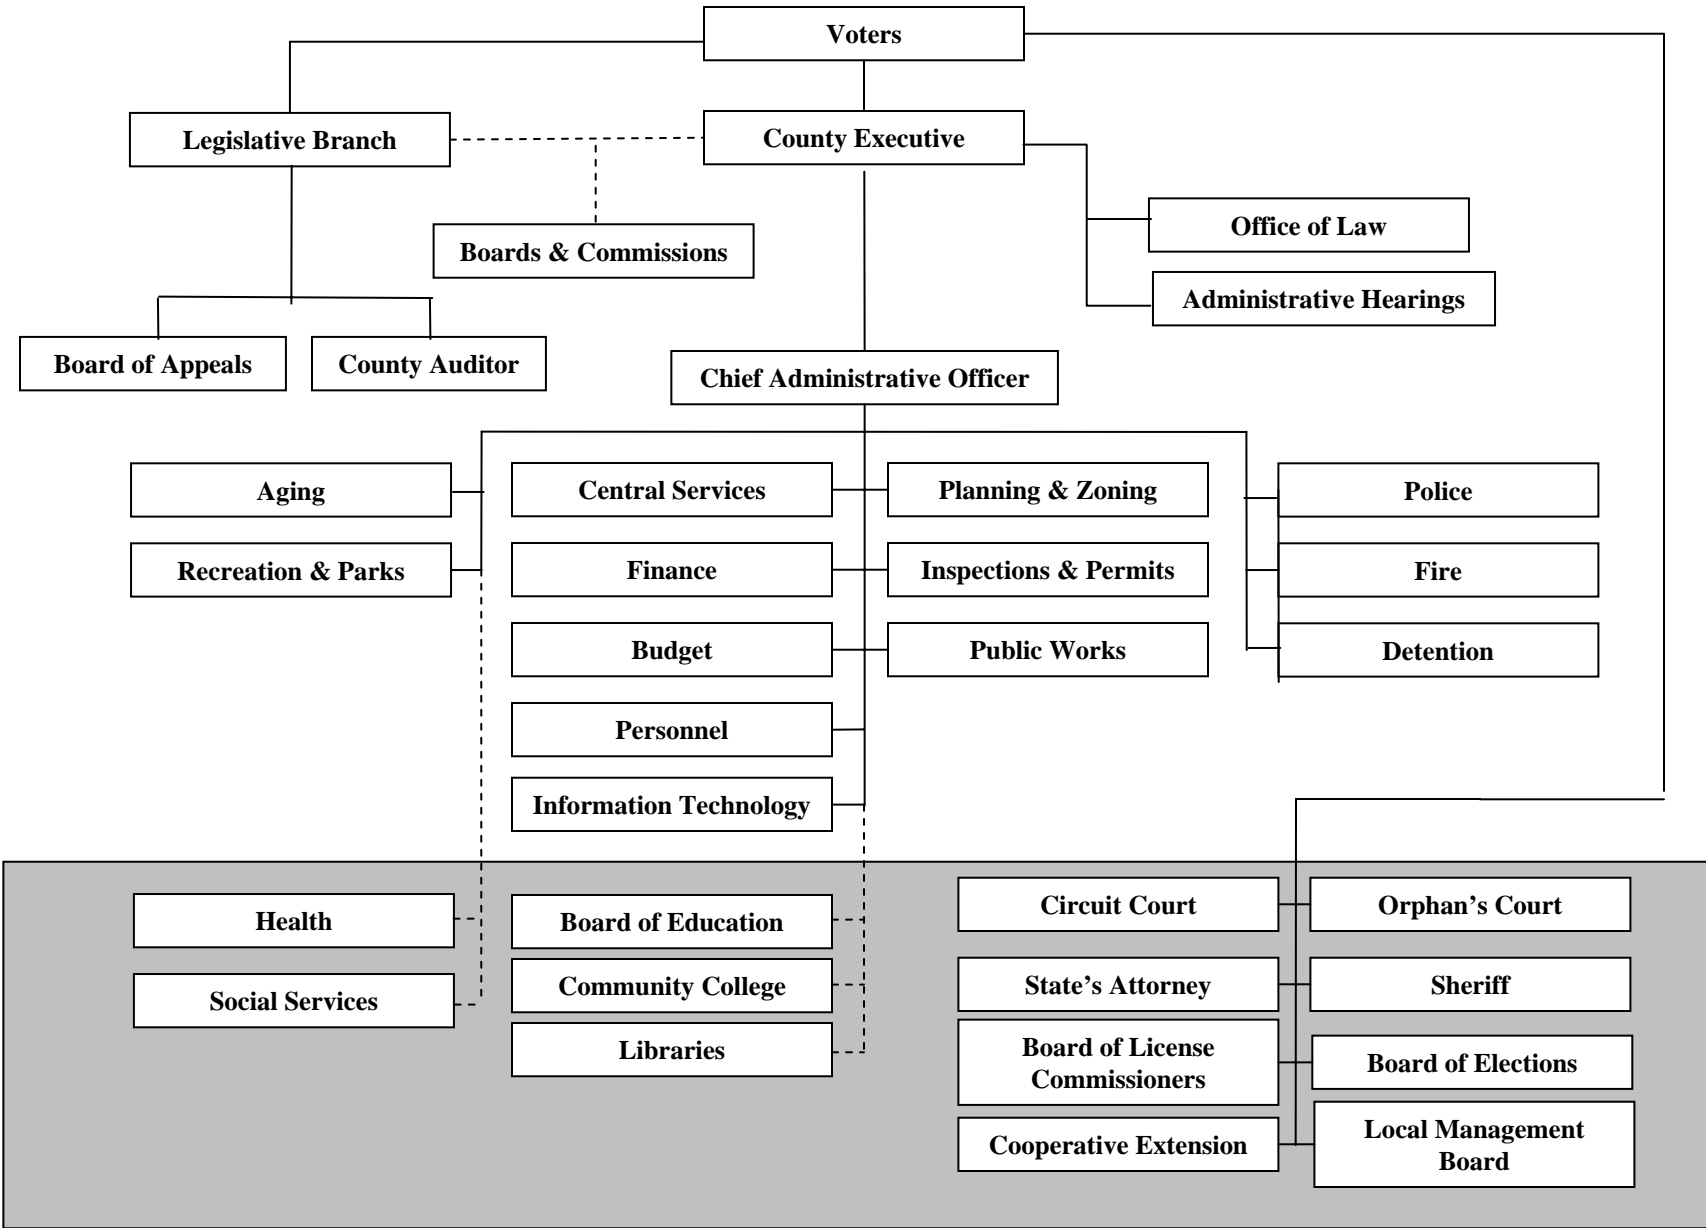 Voters
Legislative Branch
County Executive
Office of Law
Boards & Commissions
Administrative Hearings
Board of Appeals
County Auditor
Chief Administrative Officer
Aging
Central Services
Planning & Zoning
Police
Recreation & Parks
Finance
Inspections & Permits
Fire
Budget
Public Works
Detention
Personnel
Information Technology
Health
Board of Education
Circuit Court
Orphan’s Court
Social Services
Community College
State’s Attorney
Sheriff
Libraries
Board of License
Commissioners
Board of Elections
Cooperative Extension
Local Management
Board